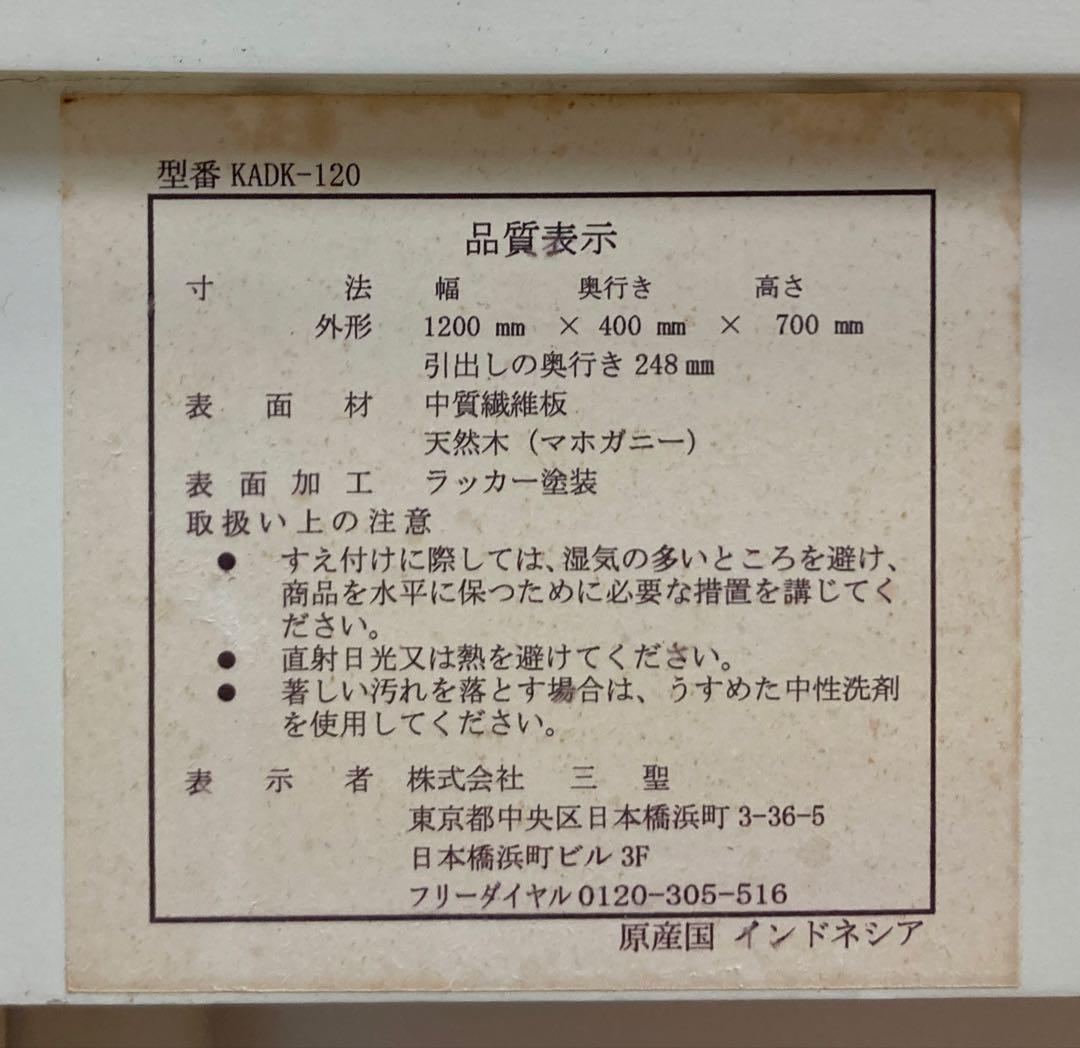 型番 KADK-120
品質表示
寸法 幅 奥行き 高さ
外形 1200 mm × 400 mm × 700 mm
引出しの奥行き 248 mm
表面材 中質繊維板
天然木（マホガニー）
表面加工 ラッカー塗装
取扱い上の注意
● すえ付けに際しては、湿気の多いところを避け、
商品を水平に保つために必要な措置を講じてく
ださい。
● 直射日光又は熱を避けてください。
● 著しい汚れを落とす場合は、うすめた中性洗剤
を使用してください。
表示者 株式会社 三聖
東京都中央区日本橋浜町 3-36-5
日本橋浜町ビル 3F
フリーダイヤル 0120-305-516
原産国 インドネシア